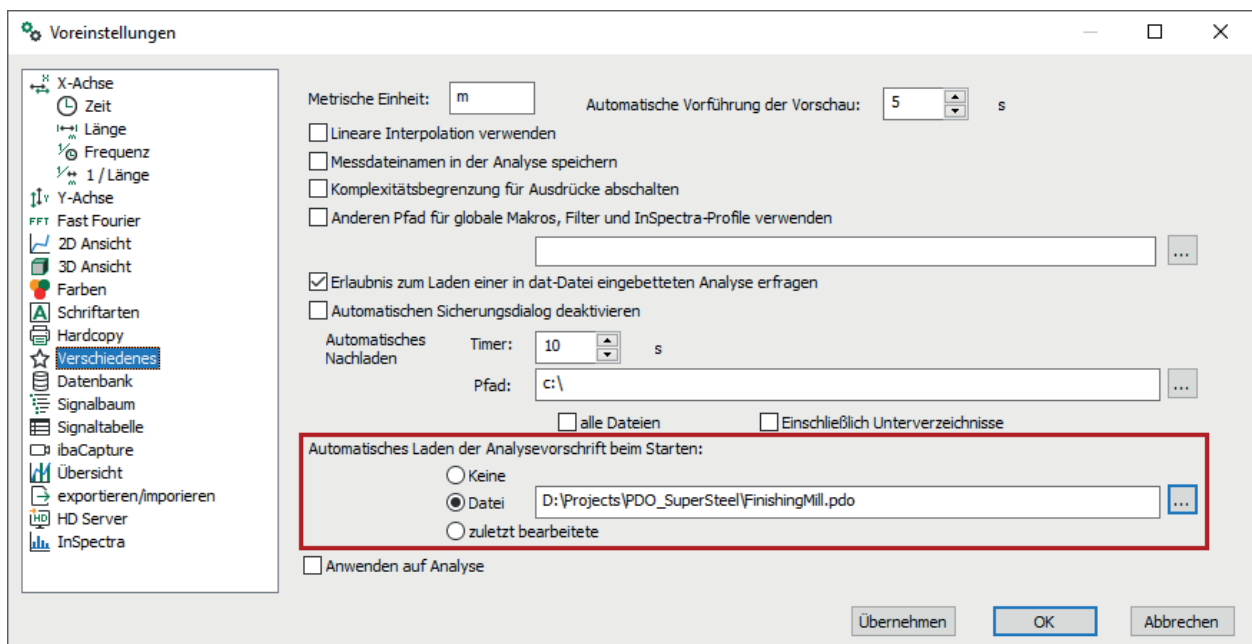 Voreinstellungen
X-Achse
Zeit
Länge
Frequenz
1 / Länge
Y-Achse
FFT Fast Fourier
2D Ansicht
3D Ansicht
Farben
Schriftarten
Hardcopy
Verschiedenes
Datenbank
Signalbaum
Signaltabelle
ibaCapture
Übersicht
exportieren/imporieren
HD Server
InSpectra
Metrische Einheit: m Automatische Vorführung der Vorschau: 5 s
Lineare Interpolation verwenden
Messdateinamen in der Analyse speichern
Komplexitätsbegrenzung für Ausdrücke abschalten
Anderen Pfad für globale Makros, Filter und InSpectra-Profile verwenden
...
Erlaubnis zum Laden einer in dat-Datei eingebetteten Analyse erfragen
Automatischen Sicherungsdialog deaktivieren
Automatisches Nachladen
Timer: 10 s
Pfad: c:\ ...
alle Dateien Einschließlich Unterverzeichnisse
Automatisches Laden der Analysevorschrift beim Starten:
Keine
Datei D:\Projects\PDO_SuperSteel\FinishingMill.pdo ...
zuletzt bearbeitete
Anwenden auf Analyse
Übernehmen OK Abbrechen